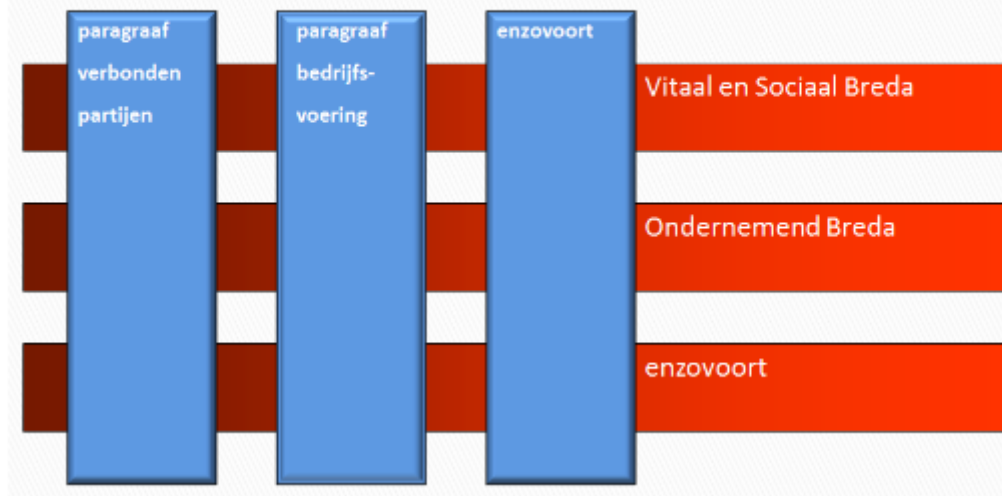 paragraaf
verbonden
partijen
paragraaf
bedrijfs-
voering
enzovoort
Vitaal en Sociaal Breda
Ondernemend Breda
enzovoort